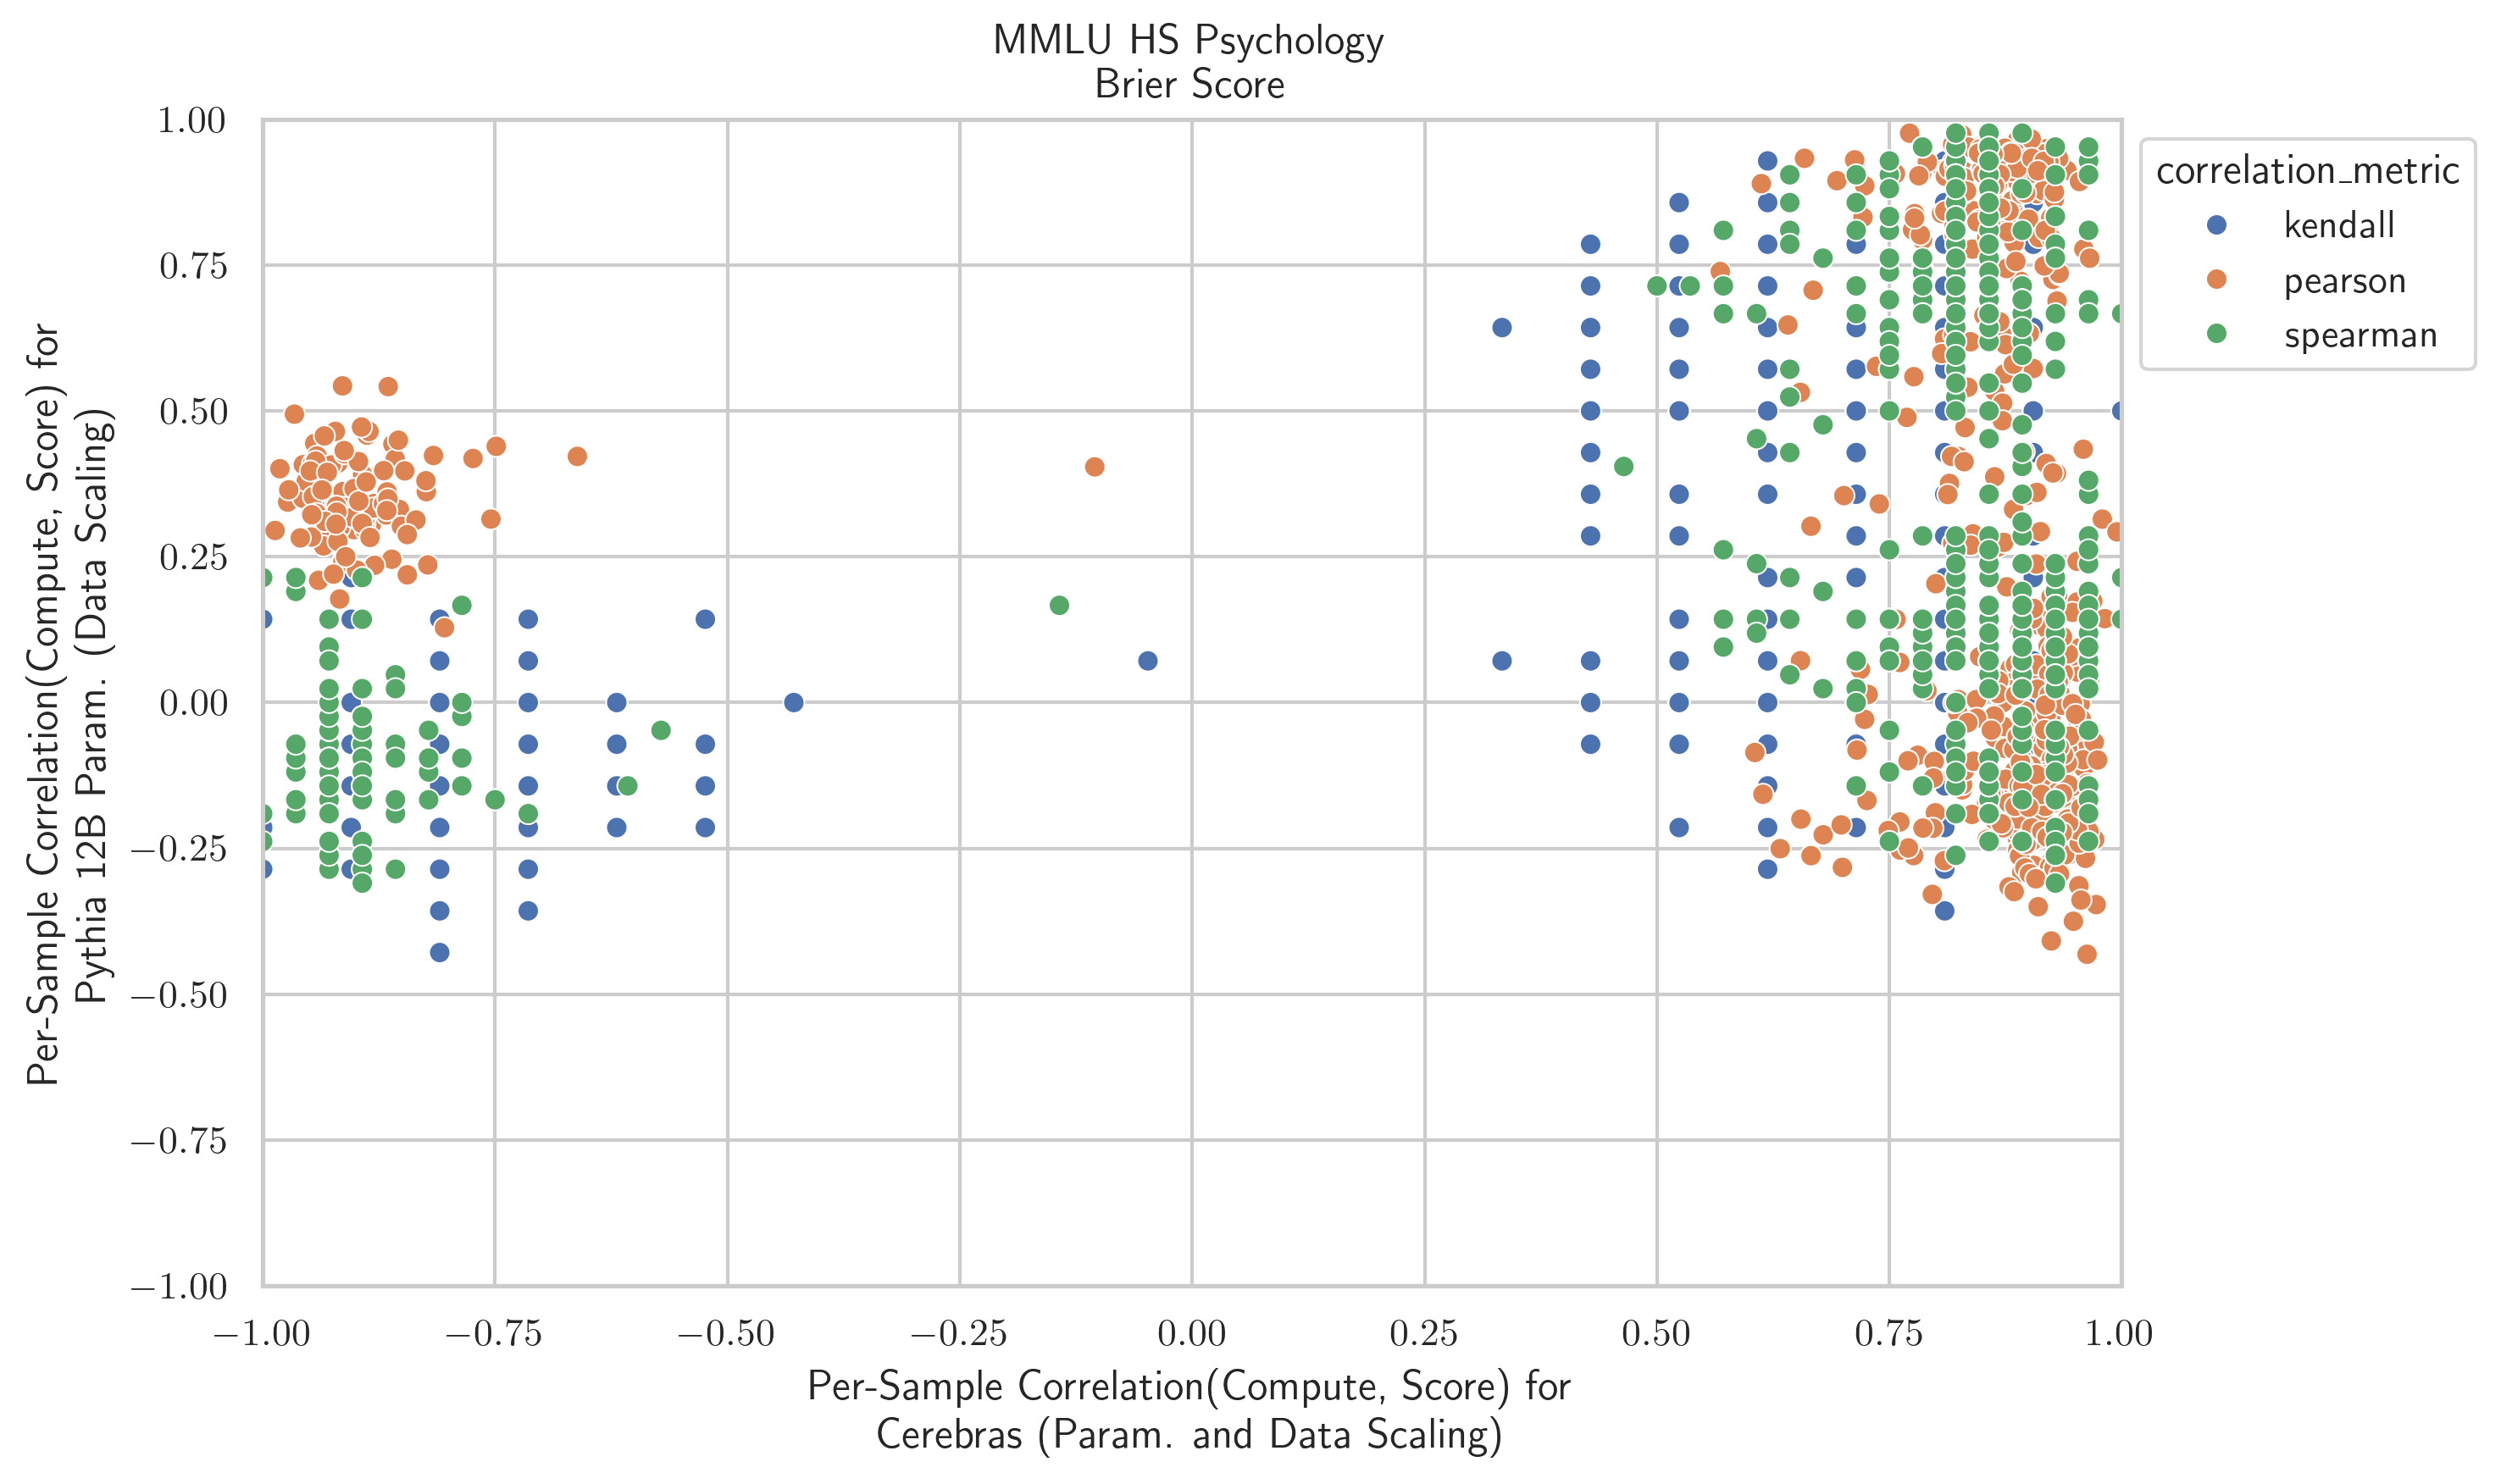 MMLU HS Psychology
Brier Score
Per-Sample Correlation(Compute, Score) for
Pythia 12B Param. (Data Scaling)
1.00
0.75
0.50
0.25
0.00
−0.25
−0.50
−0.75
−1.00
−1.00 −0.75 −0.50 −0.25 0.00 0.25 0.50 0.75 1.00
Per-Sample Correlation(Compute, Score) for
Cerebras (Param. and Data Scaling)
correlation_metric
kendall
pearson
spearman